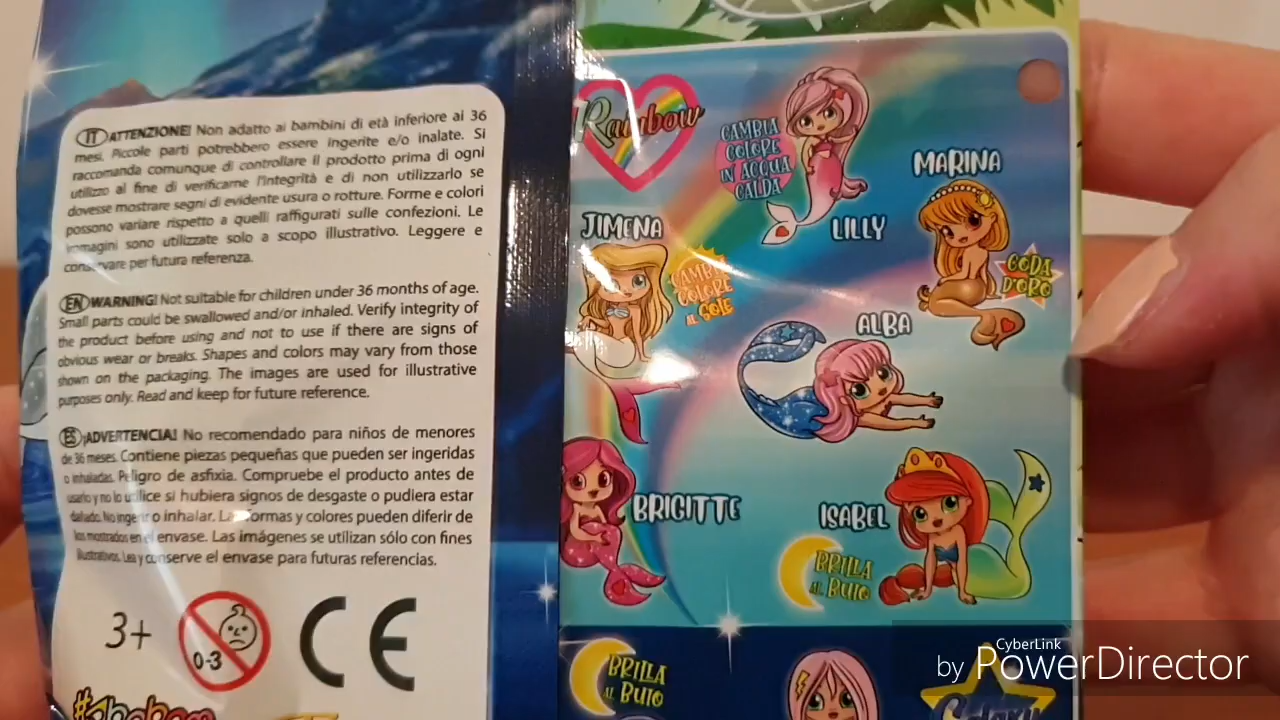 IT ATTENZIONE! Non adatto ai bambini di età inferiore ai 36
mesi. Piccole parti potrebbero essere ingerite e/o inalate. Si
raccomanda comunque di controllare il prodotto prima di ogni
utilizzo al fine di verificarne l'integrità e di non utilizzarlo se
dovesse mostrare segni di evidente usura o rotture. Forme e colori
possono variare rispetto a quelli raffigurati sulle confezioni. Le
immagini sono utilizzate solo a scopo illustrativo. Leggere e
conservare per futura referenza.
EN WARNING! Not suitable for children under 36 months of age.
Small parts could be swallowed and/or inhaled. Verify integrity of
the product before using and not to use if there are signs of
obvious wear or breaks. Shapes and colors may vary from those
shown on the packaging. The images are used for illustrative
purposes only. Read and keep for future reference.
ES ¡ADVERTENCIA! No recomendado para niños de menores
de 36 meses. Contiene piezas pequeñas que pueden ser ingeridas
o inhaladas. Peligro de asfixia. Compruebe el producto antes de
usarlo y no lo utilice si hubiera signos de desgaste o pudiera estar
dañado. No ingerir o inhalar. Las formas y colores pueden diferir de
los mostrados en el envase. Las imágenes se utilizan sólo con fines
illustrativos. Lea y conserve el envase para futuras referencias.
3+
0-3
CE
Rainbow
CAMBIA
COLORE
IN ACQUA
CALDA
LILLY
MARINA
CODA
D'ORO
JIMENA
CAMBIA
COLORE
AL SOLE
ALBA
BRIGITTE
ISABEL
BRILLA
AL BUIO
BRILLA
AL BUIO
Galaxy
CyberLink
by PowerDirector